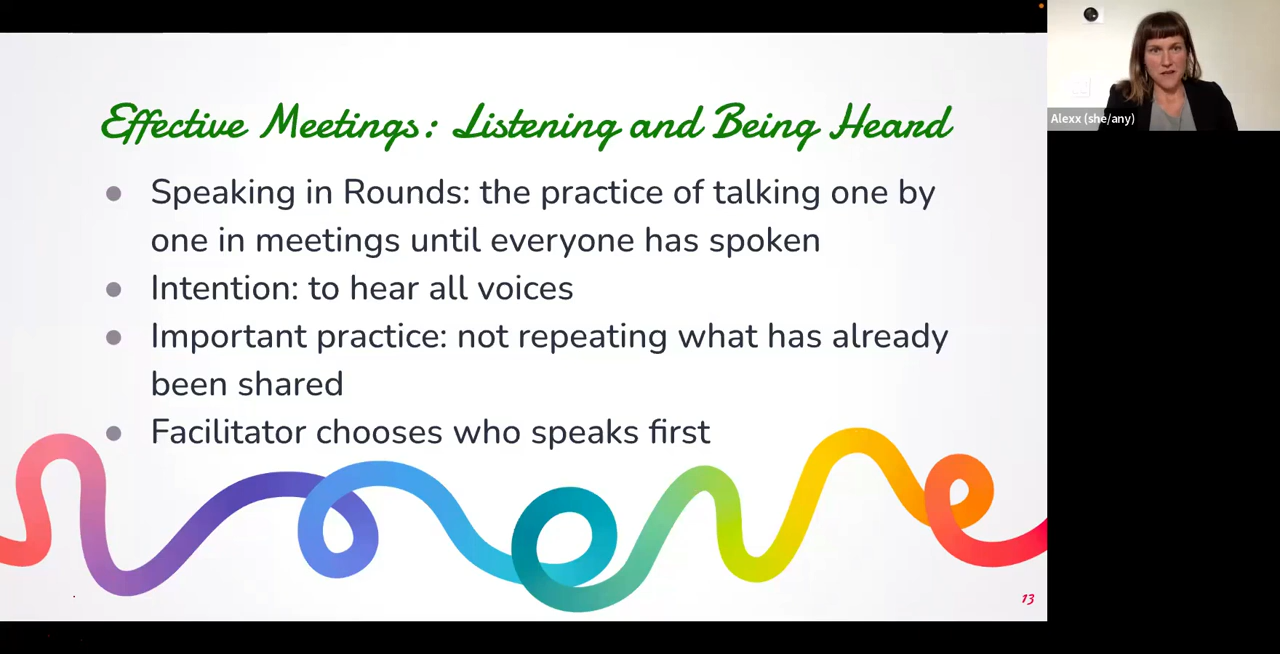 Effective Meetings: Listening and Being Heard
● Speaking in Rounds: the practice of talking one by
one in meetings until everyone has spoken
● Intention: to hear all voices
● Important practice: not repeating what has already
been shared
● Facilitator chooses who speaks first
13
Alexx (she/any)